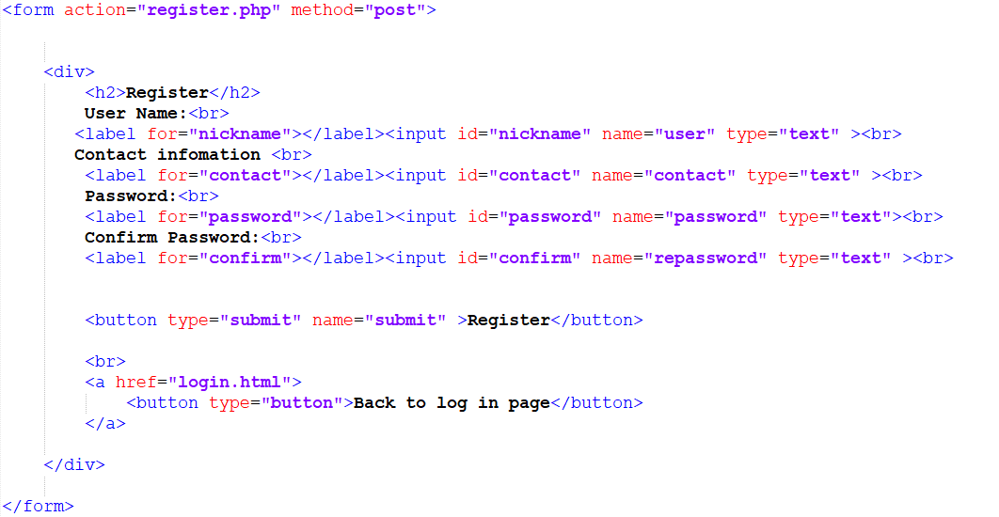 <form action="register.php" method="post">
<div>
<h2>Register</h2>
User Name:<br>
<label for="nickname"></label><input id="nickname" name="user" type="text" ><br>
Contact infomation <br>
<label for="contact"></label><input id="contact" name="contact" type="text" ><br>
Password:<br>
<label for="password"></label><input id="password" name="password" type="text"><br>
Confirm Password:<br>
<label for="confirm"></label><input id="confirm" name="repassword" type="text" ><br>
<button type="submit" name="submit" >Register</button>
<br>
<a href="login.html">
<button type="button">Back to log in page</button>
</a>
</div>
</form>